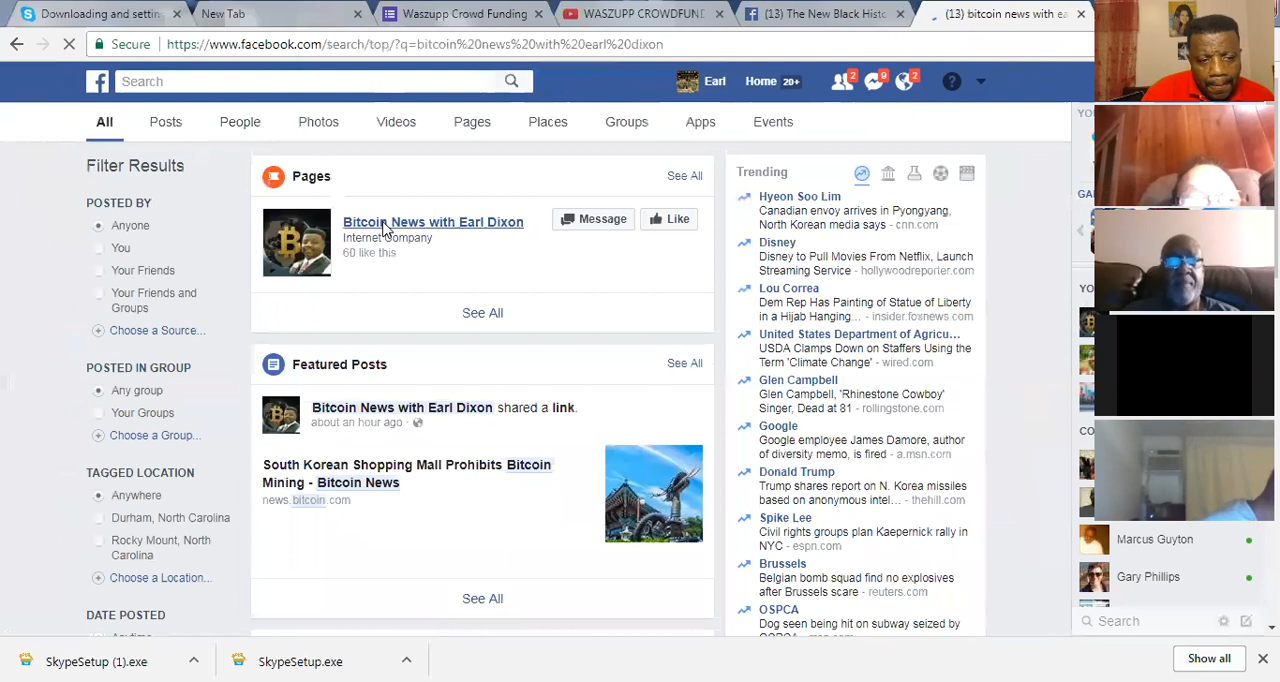 Downloading and settin
New Tab
Waszupp Crowd Funding
WASZUPP CROWDFUN
(13) The New Black Histo
(13) bitcoin news with ea
Secure
https://www.facebook.com/search/top/?q=bitcoin%20news%20with%20earl%20dixon
Search
Earl
Home 20+
2
9
2
All
Posts
People
Photos
Videos
Pages
Places
Groups
Apps
Events
Filter Results
POSTED BY
Anyone
You
Your Friends
Your Friends and
Groups
Choose a Source...
POSTED IN GROUP
Any group
Your Groups
Choose a Group...
TAGGED LOCATION
Anywhere
Durham, North Carolina
Rocky Mount, North
Carolina
Choose a Location...
DATE POSTED
Pages
See All
Bitcoin News with Earl Dixon
Internet Company
60 like this
Message
Like
See All
Featured Posts
See All
Bitcoin News with Earl Dixon shared a link.
about an hour ago
South Korean Shopping Mall Prohibits Bitcoin
Mining - Bitcoin News
news.bitcoin.com
See All
Trending
Hyeon Soo Lim
Canadian envoy arrives in Pyongyang,
North Korean media says - cnn.com
Disney
Disney to Pull Movies From Netflix, Launch
Streaming Service - hollywoodreporter.com
Lou Correa
Dem Rep Has Painting of Statue of Liberty
in a Hijab Hanging... - insider.foxnews.com
United States Department of Agricu...
USDA Clamps Down on Staffers Using the
Term 'Climate Change' - wired.com
Glen Campbell
Glen Campbell, 'Rhinestone Cowboy'
Singer, Dead at 81 - rollingstone.com
Google
Google employee James Damore, author
of diversity memo, is fired - a.msn.com
Donald Trump
Trump shares report on N. Korea missiles
based on anonymous intel... - thehill.com
Spike Lee
Civil rights groups plan Kaepernick rally in
NYC - espn.com
Brussels
Belgian bomb squad find no explosives
after Brussels scare - reuters.com
OSPCA
Dog seen being hit on subway seized by
YO
GA
YO
CO
Marcus Guyton
Gary Phillips
Search
SkypeSetup (1).exe
SkypeSetup.exe
Show all